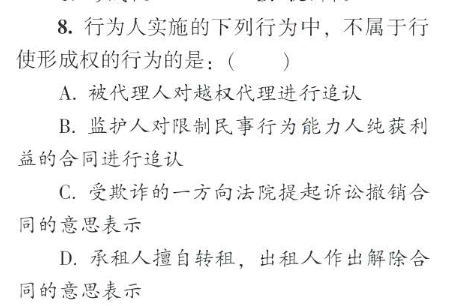 8. 行为人实施的下列行为中，不属于行
使形成权的行为的是：(  )
A. 被代理人对越权代理进行追认
B. 监护人对限制民事行为能力人纯获利
益的合同进行追认
C. 受欺诈的一方向法院提起诉讼撤销合
同的意思表示
D. 承租人擅自转租，出租人作出解除合
同的意思表示